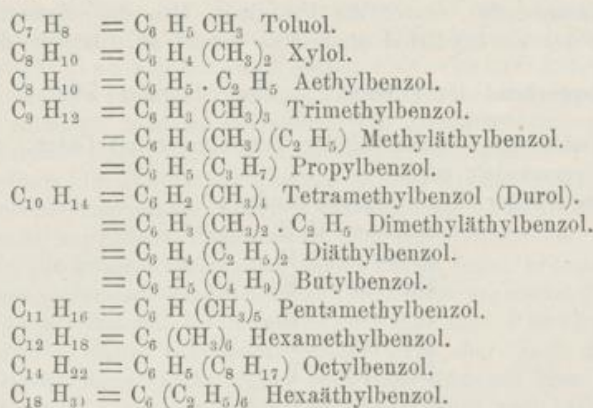 C₇ H₈ = C₆ H₅ CH₃ Toluol.
C₈ H₁₀ = C₆ H₄ (CH₃)₂ Xylol.
C₈ H₁₀ = C₆ H₅ . C₂ H₅ Aethylbenzol.
C₉ H₁₂ = C₆ H₃ (CH₃)₃ Trimethylbenzol.
= C₆ H₄ (CH₃) (C₂ H₅) Methyläthylbenzol.
= C₆ H₅ (C₃ H₇) Propylbenzol.
C₁₀ H₁₄ = C₆ H₂ (CH₃)₄ Tetramethylbenzol (Durol).
= C₆ H₃ (CH₃)₂ . C₂ H₅ Dimethyläthylbenzol.
= C₆ H₄ (C₂ H₅)₂ Diäthylbenzol.
= C₆ H₅ (C₄ H₉) Butylbenzol.
C₁₁ H₁₆ = C₆ H (CH₃)₅ Pentamethylbenzol.
C₁₂ H₁₈ = C₆ (CH₃)₆ Hexamethylbenzol.
C₁₄ H₂₂ = C₆ H₅ (C₈ H₁₇) Octylbenzol.
C₁₈ H₃₀ = C₆ (C₂ H₅)₆ Hexaäthylbenzol.